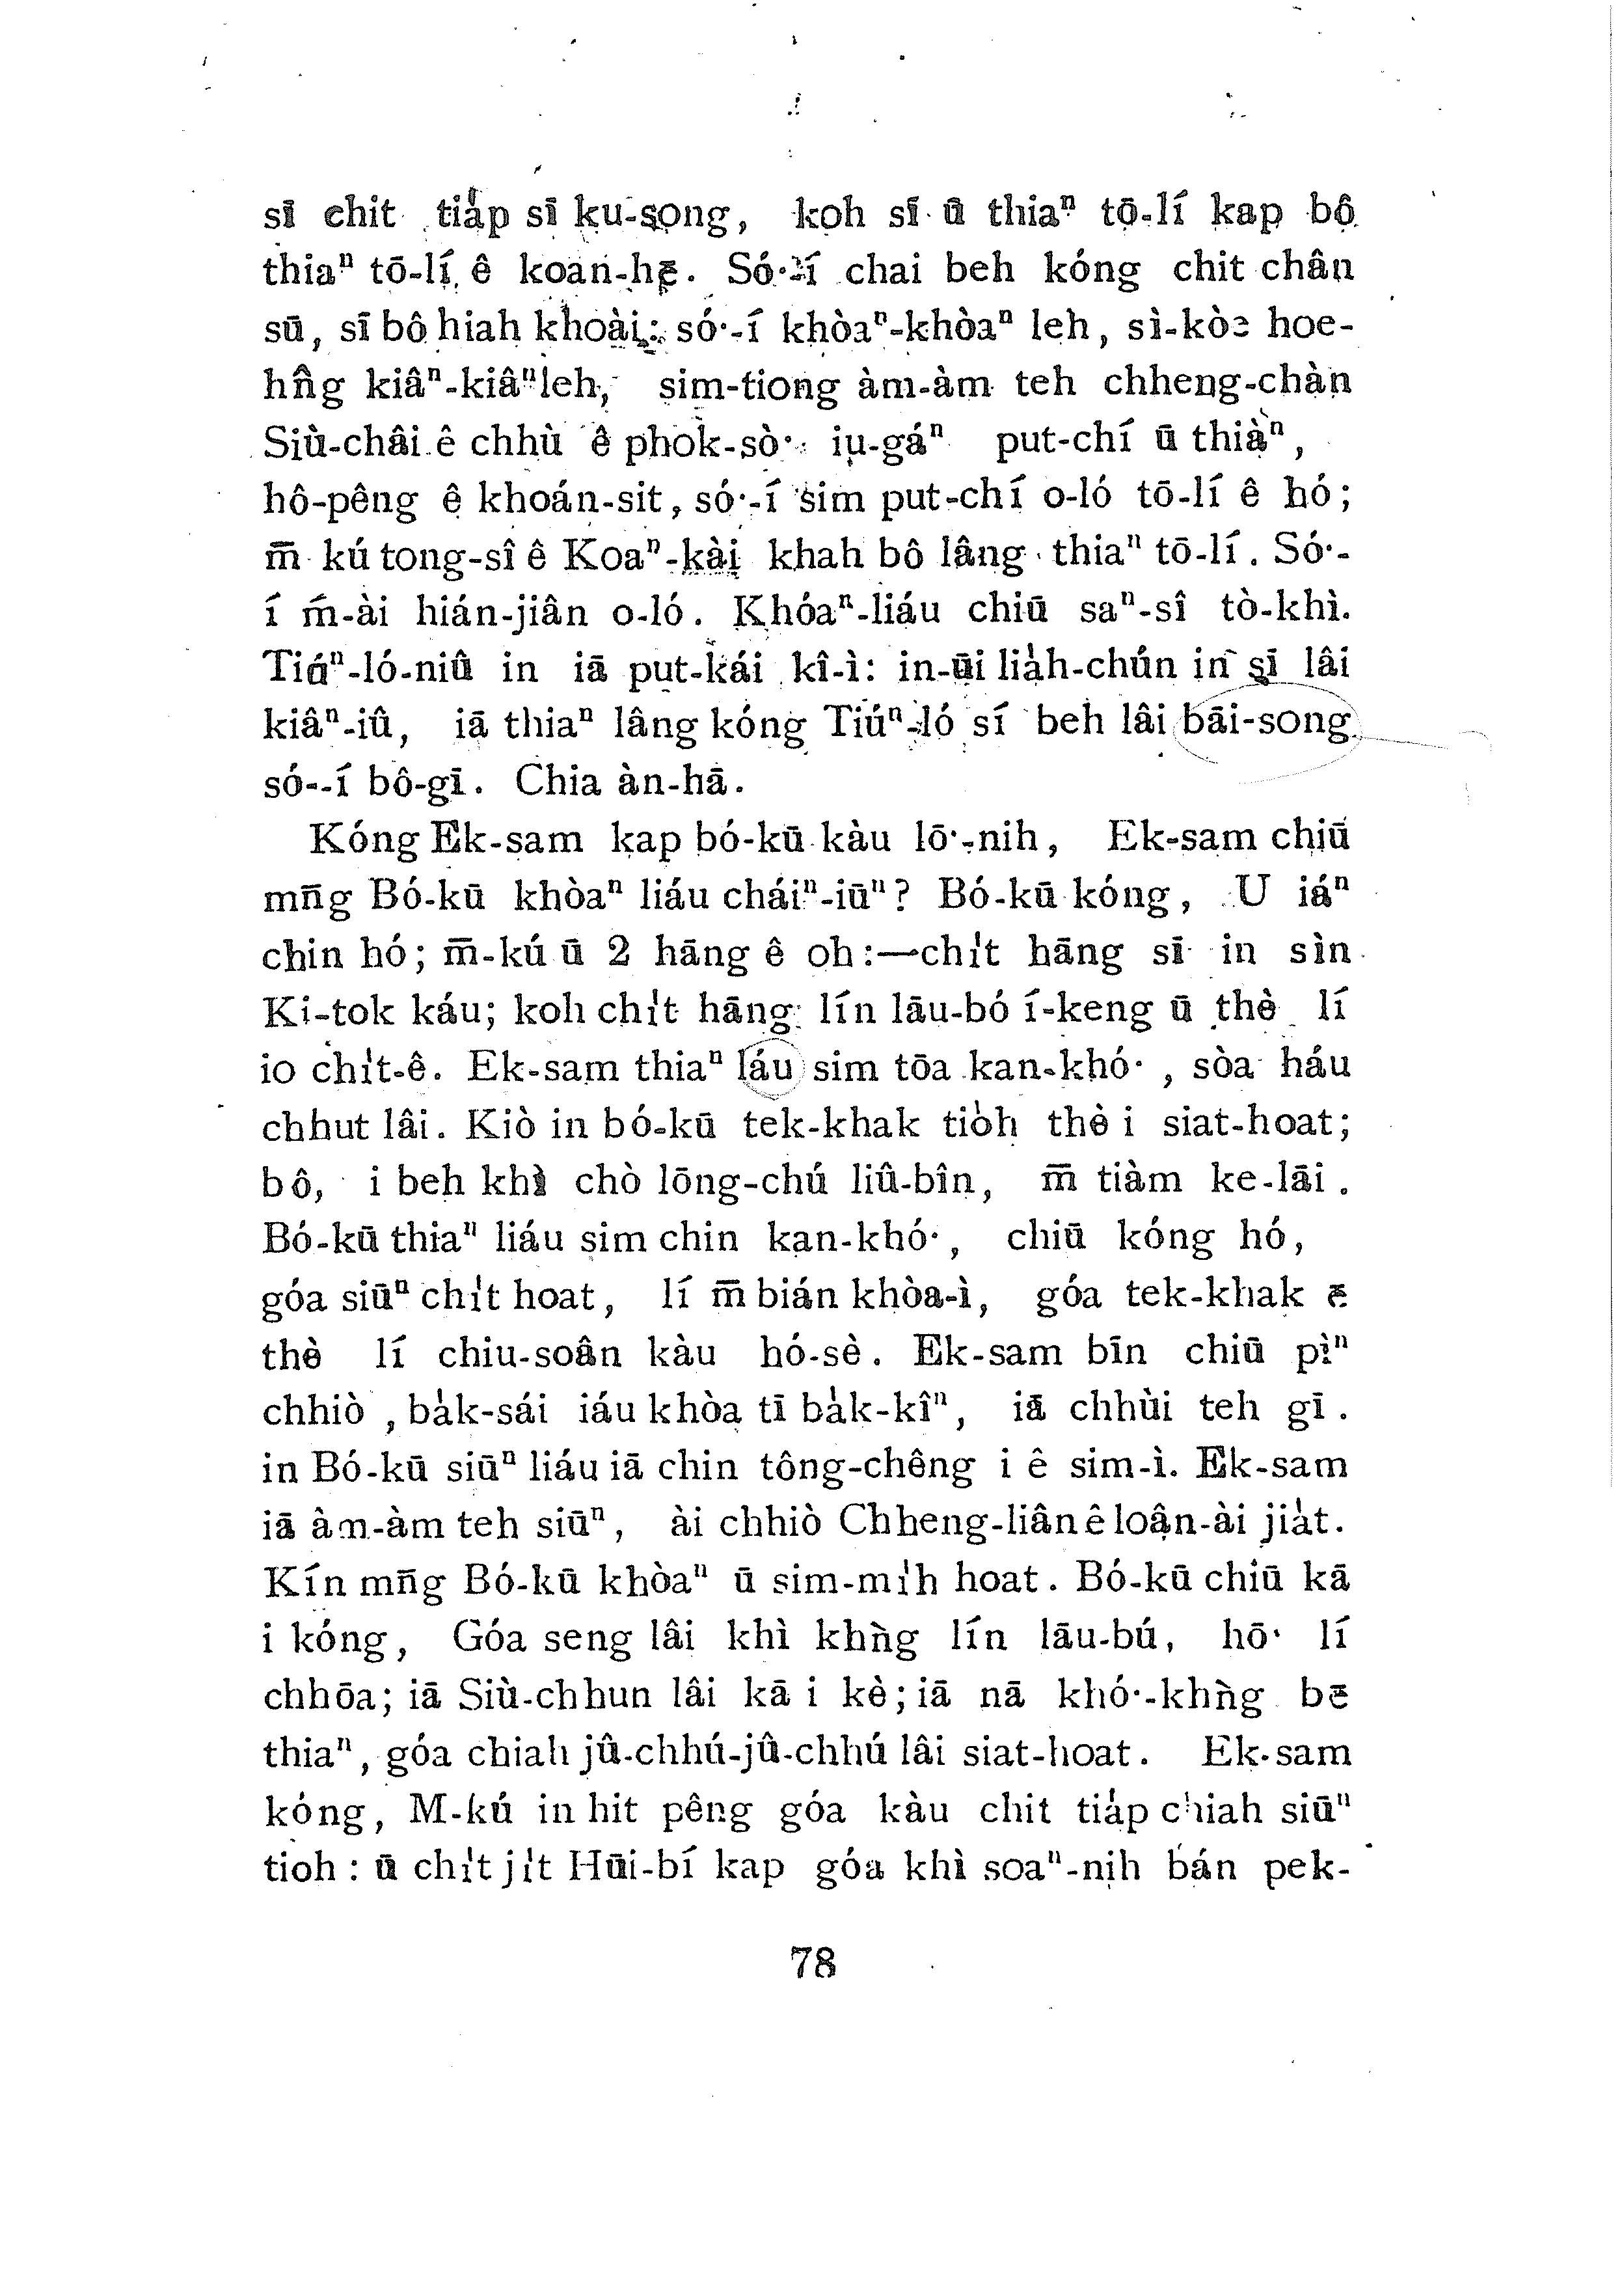 sī chit tia̍p sī ku-song, koh sī ū thiaⁿ tō-lí kap bô
thiaⁿ tō-lí ê koan-hē. Só͘-í chai beh kóng chit chân
sū, sī bô hiah khoài; só͘-í khòaⁿ-khòaⁿ leh, sì-kòe hoe-
hn̂g kiâⁿ-kiâⁿ leh, sim-tiong àm-àm teh chheng-chàn
Siù-châi ê chhù ê phok-sò͘ iu-gáⁿ put-chí ū thiàⁿ,
hô-pêng ê khoán-sit, só͘-í sim put-chí o-ló tō-lí ê hó;
m̄ kú tong-sî ê Koaⁿ-kài khah bô lâng thiaⁿ tō-lí. Só͘-
í ḿ-ài hián-jiân o-ló. Khóaⁿ-liáu chiū saⁿ-sî tò-khì.
Tiúⁿ-ló-niû in iā put-kái kî-ì: in-ūi lia̍h-chún in sī lâi
kiâⁿ-iû, iā thiaⁿ lâng kóng Tiúⁿ-ló sí beh lâi bāi-song
só--í bô-gī. Chia àn-hā.
Kóng Ek-sam kap bó-kū kàu lō͘-nih, Ek-sam chiū
mn̄g Bó-kū khòaⁿ liáu cháiⁿ-iūⁿ? Bó-kū kóng, U iáⁿ
chin hó; m̄-kú ū 2 hāng ê oh:—chi̍t hāng sī in sìn
Ki-tok káu; koh chi̍t hāng lín lāu-bó í-keng ū thè lí
io chi̍t-ê. Ek-sam thiaⁿ láu sim tōa kan-khó͘ , sòa háu
chhut lâi. Kiò in bó-kū tek-khak tio̍h thè i siat-hoat;
bô, i beh khì chò lōng-chú liû-bîn, m̄ tiàm ke-lāi.
Bó-kū thiaⁿ liáu sim chin kan-khó͘, chiū kóng hó,
góa siūⁿ chi̍t hoat, lí m̄ bián khòa-ì, góa tek-khak ē
thè lí chiu-soân kàu hó-sè. Ek-sam bīn chiū pìⁿ
chhiò , ba̍k-sái iáu khòa tī ba̍k-kîⁿ, iā chhùi teh gī.
in Bó-kū siūⁿ liáu iā chin tông-chêng i ê sim-ì. Ek-sam
iā àm-àm teh siūⁿ, ài chhiò Chheng-liân ê loận-ài jia̍t.
Kín mn̄g Bó-kū khòaⁿ ū sim-mi̍h hoat. Bó-kū chiū kā
i kóng, Góa seng lâi khì khǹg lín lāu-bú, hō͘ lí
chhōa; iā Siù-chhun lâi kā i kè; iā nā khó͘-khǹg bē
thiaⁿ, góa chiah jû-chhú-jû-chhú lâi siat-hoat. Ek-sam
kóng, M-kú in hit pêng góa kàu chit tia̍p chiah siūⁿ
tioh : ū chi̍t ji̍t Hūi-bí kap góa khì soaⁿ-nih bán pek-
78